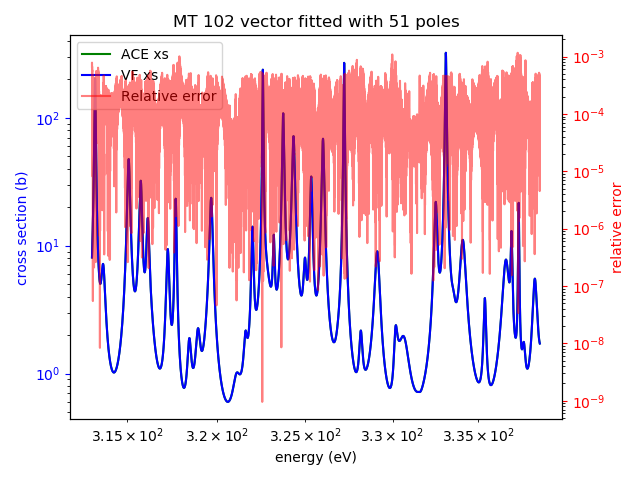 MT 102 vector fitted with 51 poles
ACE xs
VF xs
Relative error
cross section (b)
10²
10¹
10⁰
relative error
10⁻³
10⁻⁴
10⁻⁵
10⁻⁶
10⁻⁷
10⁻⁸
10⁻⁹
3.15 × 10² 3.2 × 10² 3.25 × 10² 3.3 × 10² 3.35 × 10²
energy (eV)